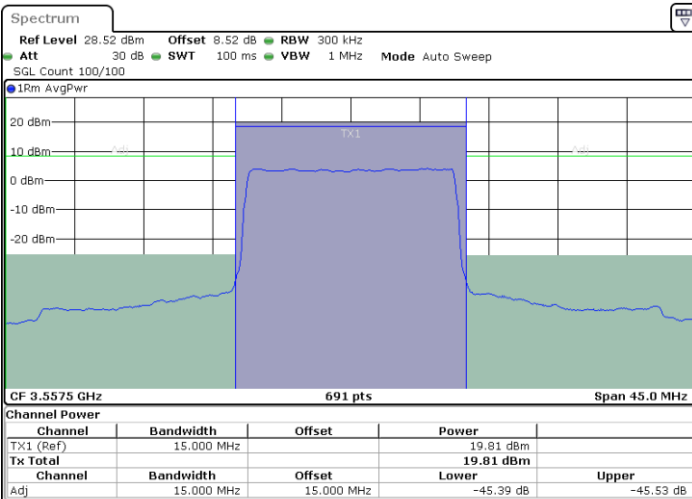 Spectrum
Ref Level 28.52 dBm Offset 8.52 dB RBW 300 kHz
Att 30 dB SWT 100 ms VBW 1 MHz Mode Auto Sweep
SGL Count 100/100
1Rm AvgPwr
20 dBm
TX1
10 dBm
Adj
Adj
0 dBm
-10 dBm
-20 dBm
CF 3.5575 GHz 691 pts Span 45.0 MHz
Channel Power
Channel Bandwidth Offset Power
TX1 (Ref) 15.000 MHz 19.81 dBm
Tx Total 19.81 dBm
Channel Bandwidth Offset Lower Upper
Adj 15.000 MHz 15.000 MHz -45.39 dB -45.53 dB